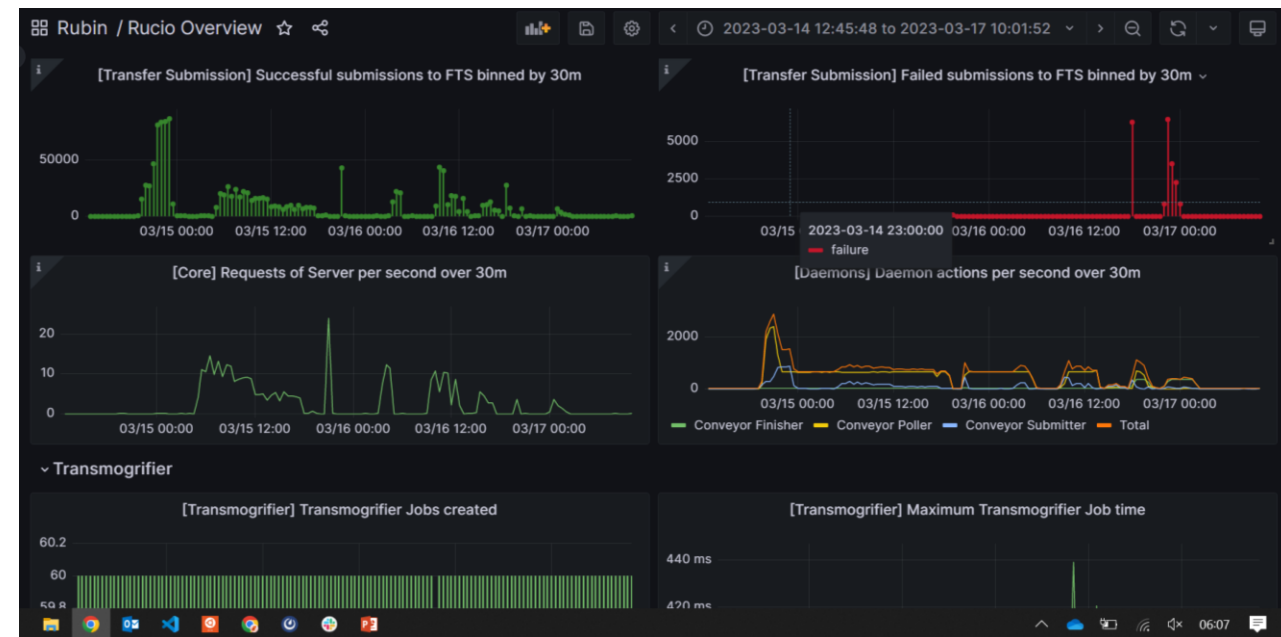 Rubin / Rucio Overview
2023-03-14 12:45:48 to 2023-03-17 10:01:52
[Transfer Submission] Successful submissions to FTS binned by 30m
50000
0
03/15 00:00 03/15 12:00 03/16 00:00 03/16 12:00 03/17 00:00
[Transfer Submission] Failed submissions to FTS binned by 30m
5000
2500
0
03/15 03/16 00:00 03/16 12:00 03/17 00:00
2023-03-14 23:00:00
failure
[Core] Requests of Server per second over 30m
20
10
0
03/15 00:00 03/15 12:00 03/16 00:00 03/16 12:00 03/17 00:00
[Daemons] Daemon actions per second over 30m
2000
0
03/15 00:00 03/15 12:00 03/16 00:00 03/16 12:00 03/17 00:00
Conveyor Finisher Conveyor Poller Conveyor Submitter Total
Transmogrifier
[Transmogrifier] Transmogrifier Jobs created
60.2
60
59.8
[Transmogrifier] Maximum Transmogrifier Job time
440 ms
420 ms
06:07